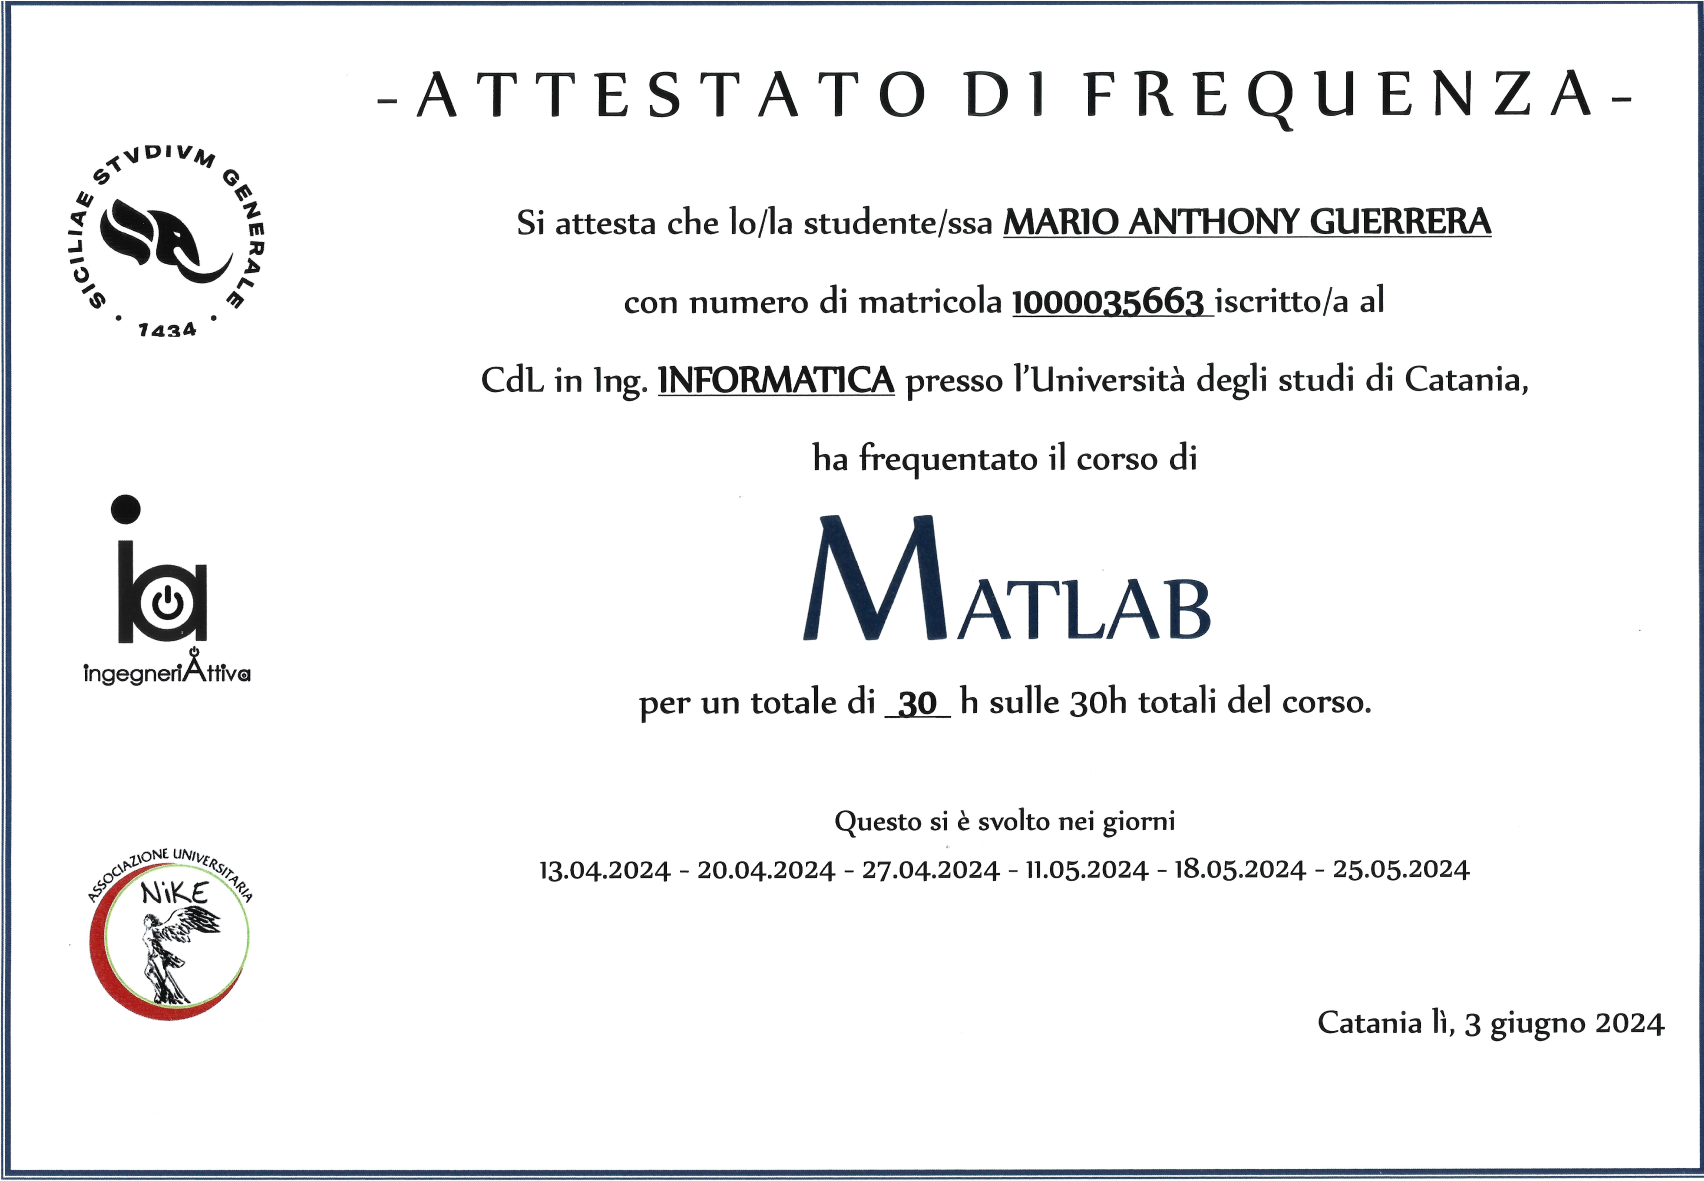 - ATTESTATO DI FREQUENZA -
SICILIAE STVDIVM GENERALE
· 1434 ·
Si attesta che lo/la studente/ssa MARIO ANTHONY GUERRERA
con numero di matricola 1000035663 iscritto/a al
CdL in Ing. INFORMATICA presso l'Università degli studi di Catania,
ha frequentato il corso di
MATLAB
ia
ingegneriAttiva
per un totale di 30 h sulle 30h totali del corso.
Questo si è svolto nei giorni
13.04.2024 - 20.04.2024 - 27.04.2024 - 11.05.2024 - 18.05.2024 - 25.05.2024
ASSOCIAZIONE UNIVERSITARIA
NiKE
Catania lì, 3 giugno 2024